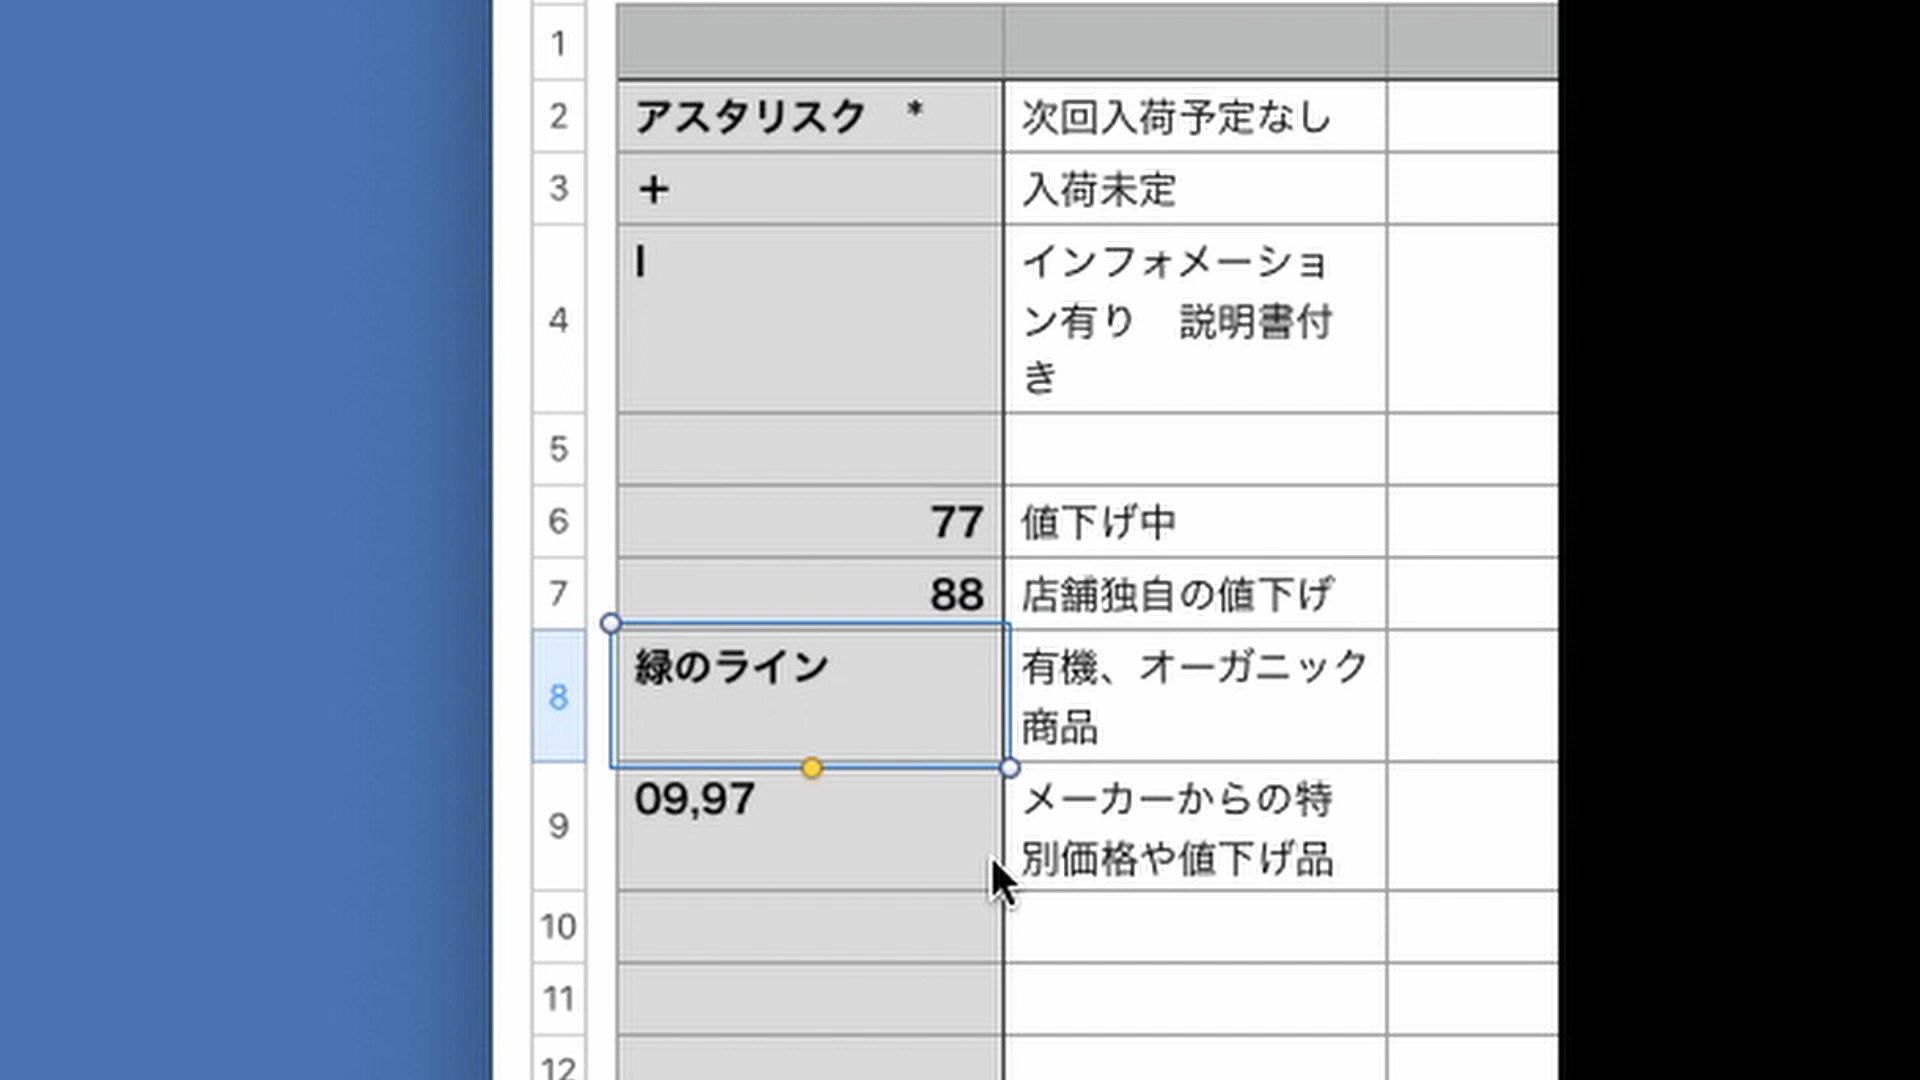 1
2 アスタリスク　* 次回入荷予定なし
3 + 入荷未定
4 I インフォメーショ
ン有り　説明書付
き
5
6 77 値下げ中
7 88 店舗独自の値下げ
8 緑のライン 有機、オーガニック
商品
9 09,97 メーカーからの特
別価格や値下げ品
10
11
12